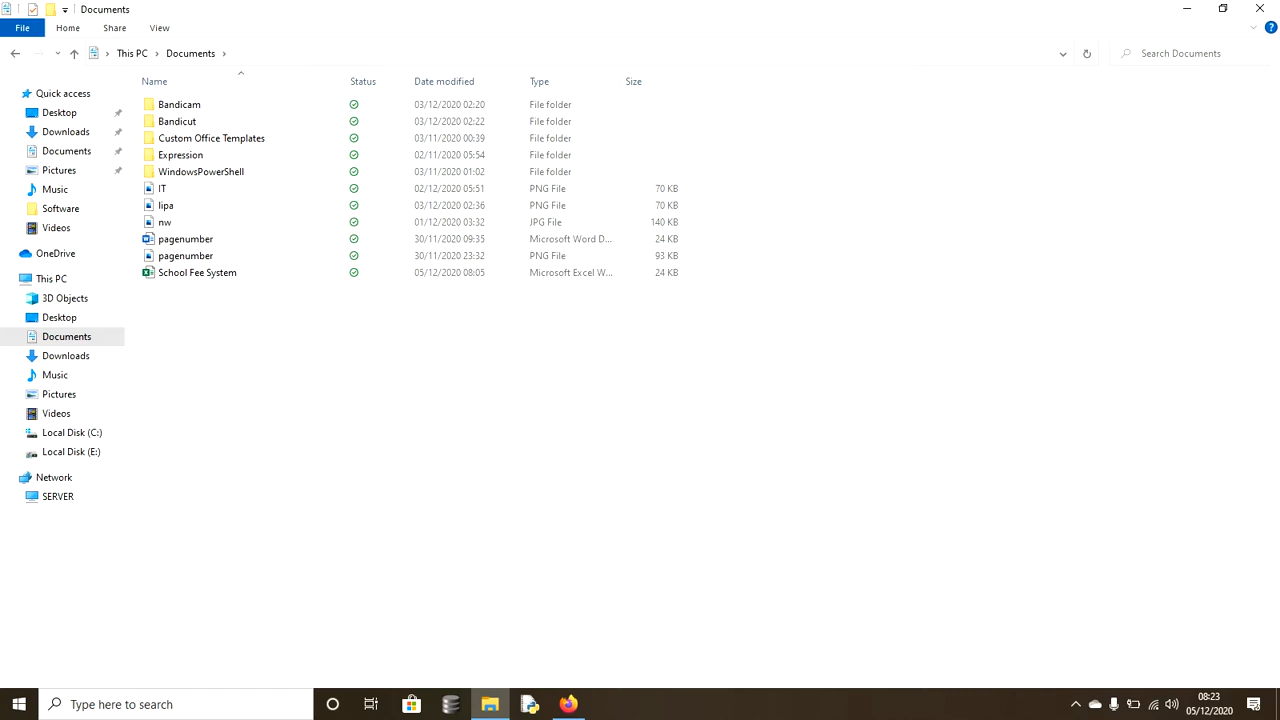 Documents
File Home Share View
This PC Documents Search Documents
Name Status Date modified Type Size
Quick access
Desktop
Downloads
Documents
Pictures
Music
Software
Videos
OneDrive
This PC
3D Objects
Desktop
Documents
Downloads
Music
Pictures
Videos
Local Disk (C:)
Local Disk (E:)
Network
SERVER
Bandicam 03/12/2020 02:20 File folder
Bandicut 03/12/2020 02:22 File folder
Custom Office Templates 03/11/2020 00:39 File folder
Expression 02/11/2020 05:54 File folder
WindowsPowerShell 03/11/2020 01:02 File folder
IT 02/12/2020 05:51 PNG File 70 KB
lipa 03/12/2020 02:36 PNG File 70 KB
nw 01/12/2020 03:32 JPG File 140 KB
pagenumber 30/11/2020 09:35 Microsoft Word D... 24 KB
pagenumber 30/11/2020 23:32 PNG File 93 KB
School Fee System 05/12/2020 08:05 Microsoft Excel W... 24 KB
Type here to search
08:23
05/12/2020